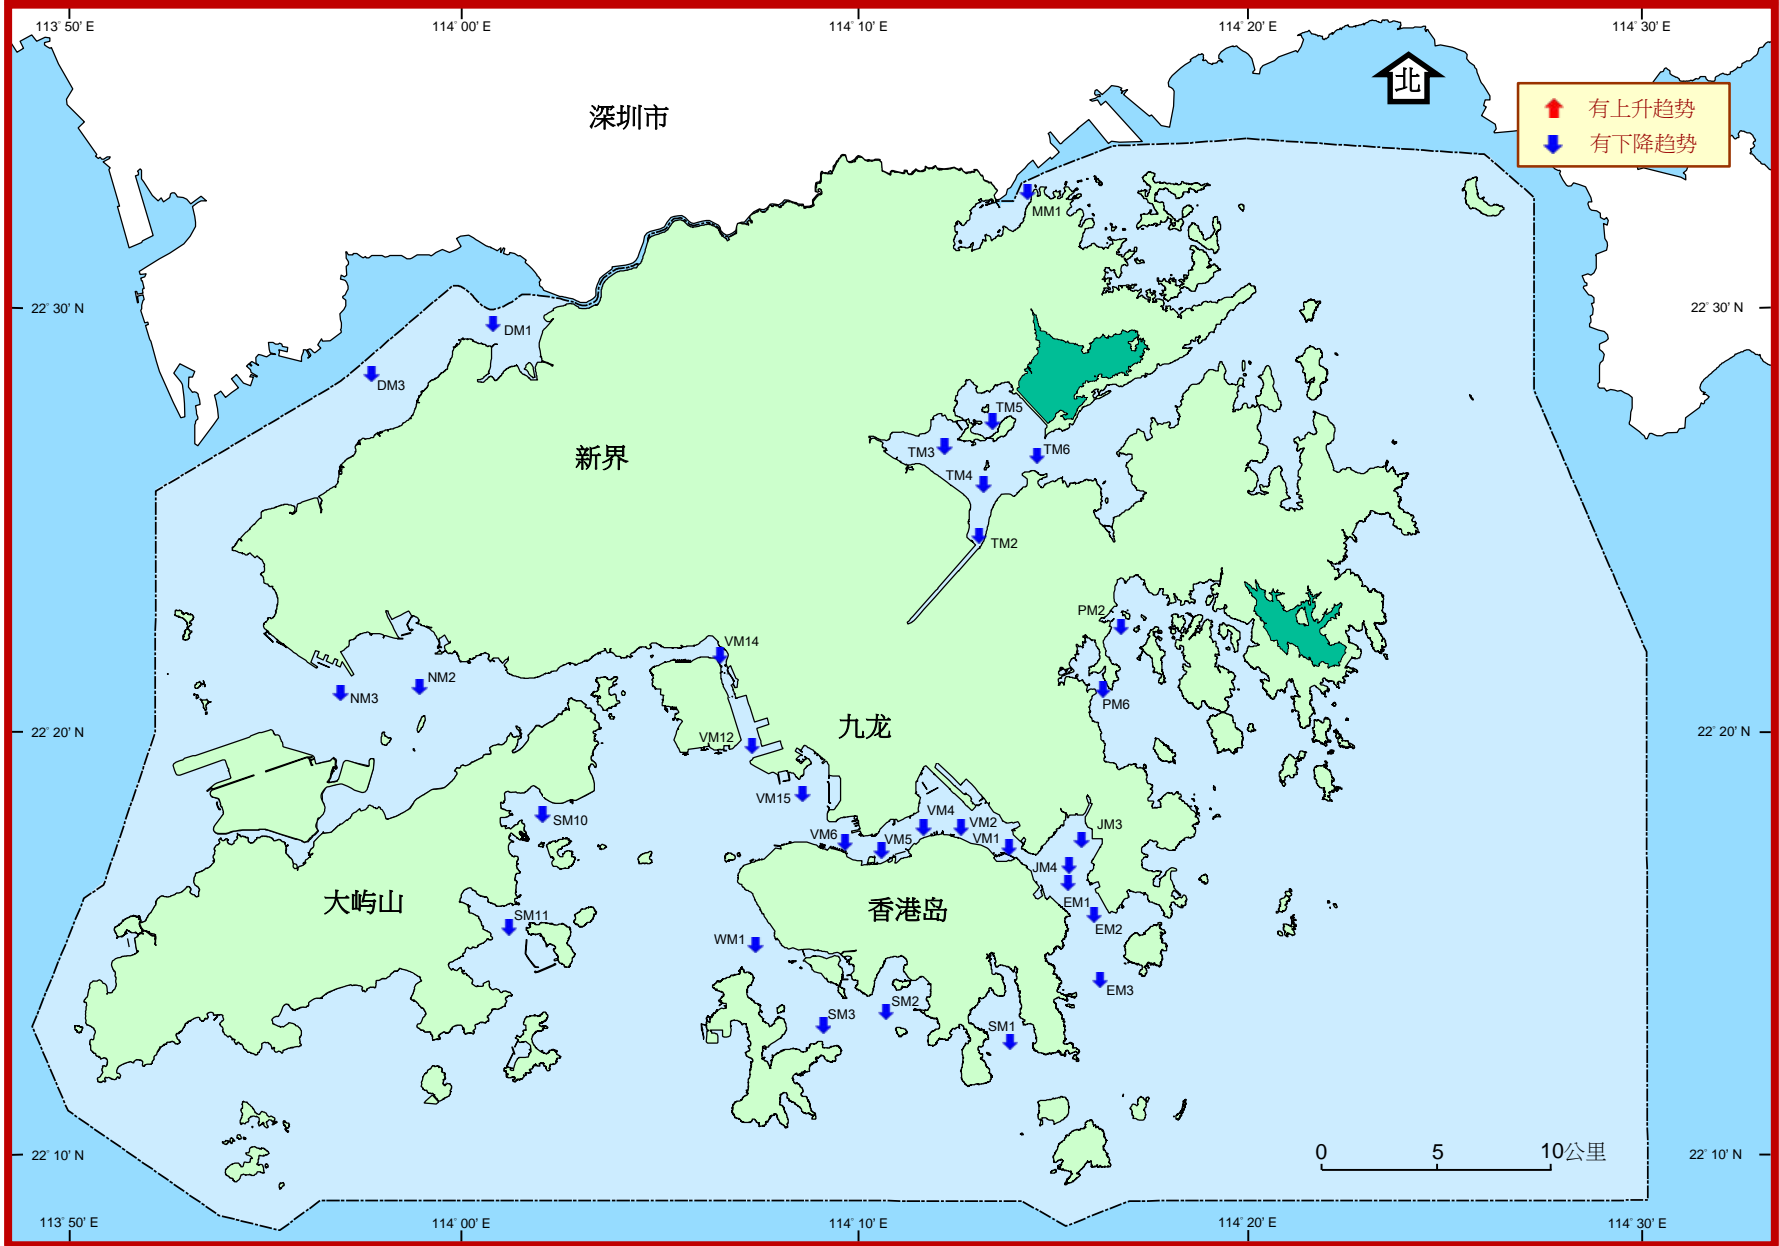 113° 50' E
114° 00' E
114° 10' E
114° 20' E
114° 30' E
北
有上升趋势
有下降趋势
深圳市
MM1
22° 30' N
22° 30' N
DM1
DM3
TM5
TM3
TM6
TM4
新界
TM2
PM2
VM14
NM2
NM3
PM6
22° 20' N
九龙
VM12
22° 20' N
VM15
SM10
VM4
VM2
JM3
VM6
VM5
VM1
JM4
大屿山
EM1
香港岛
SM11
EM2
WM1
EM3
SM2
SM3
SM1
22° 10' N
0
5
10公里
22° 10' N
113° 50' E
114° 00' E
114° 10' E
114° 20' E
114° 30' E